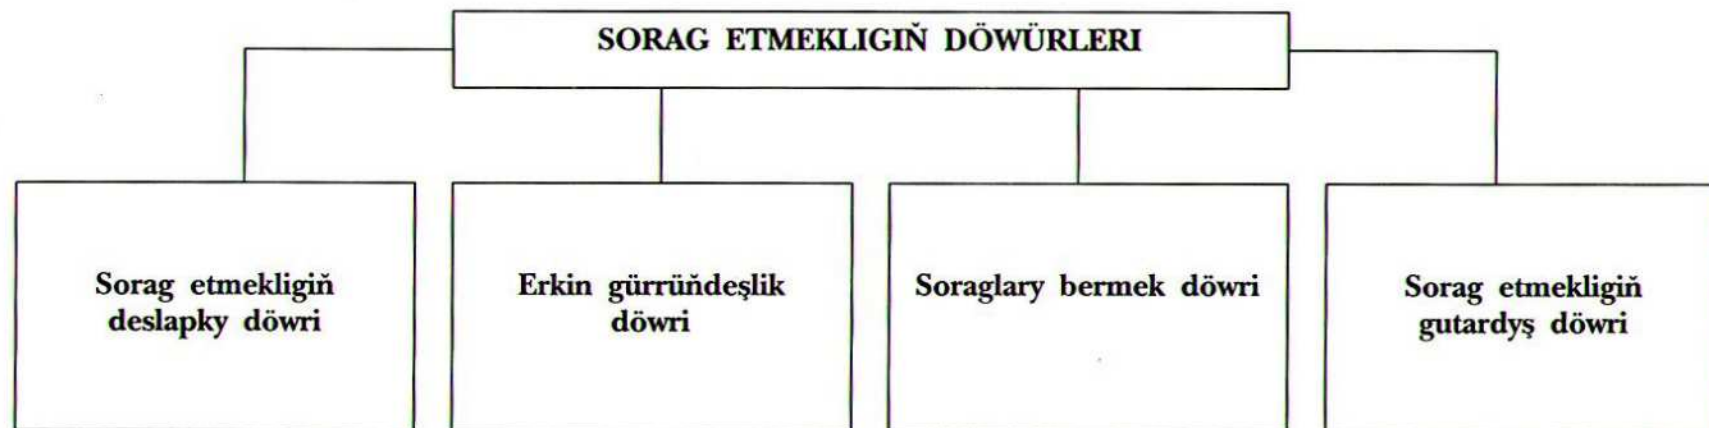 SORAG ETMEKLIGIŇ DÖWÜRLERI
Sorag etmekligiň
deslapky döwri
Erkin gürrüňdeşlik
döwri
Soraglary bermek döwri
Sorag etmekligiň
gutardyş döwri